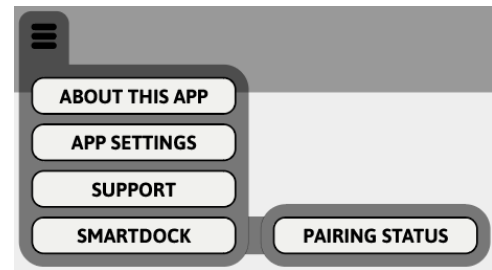 ABOUT THIS APP
APP SETTINGS
SUPPORT
SMARTDOCK
PAIRING STATUS